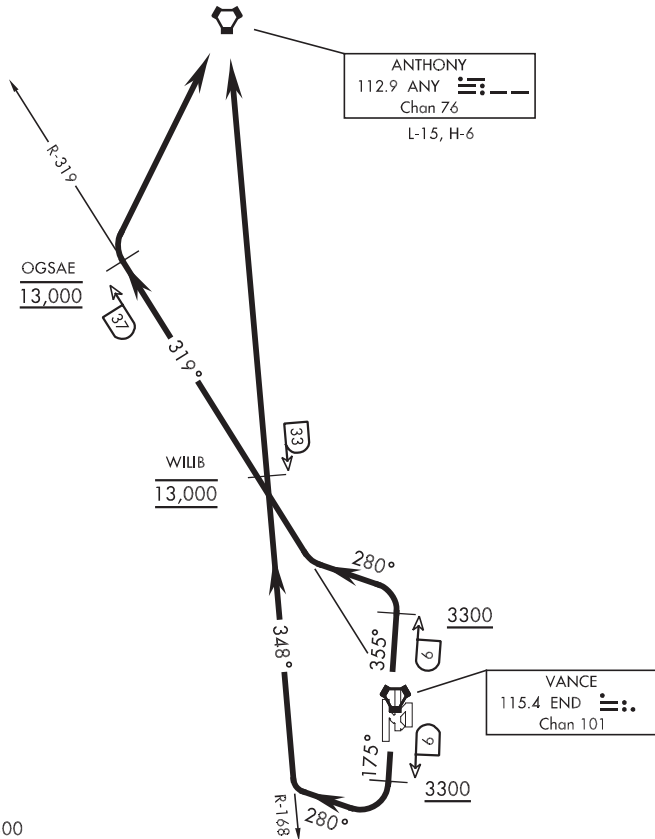 ANTHONY
112.9 ANY
Chan 76
L-15, H-6
R-319
OGSAE
13,000
37
319°
33
WILIB
13,000
280°
3300
355°
6
348°
VANCE
115.4 END
Chan 101
6
175°
3300
R-168
280°
00